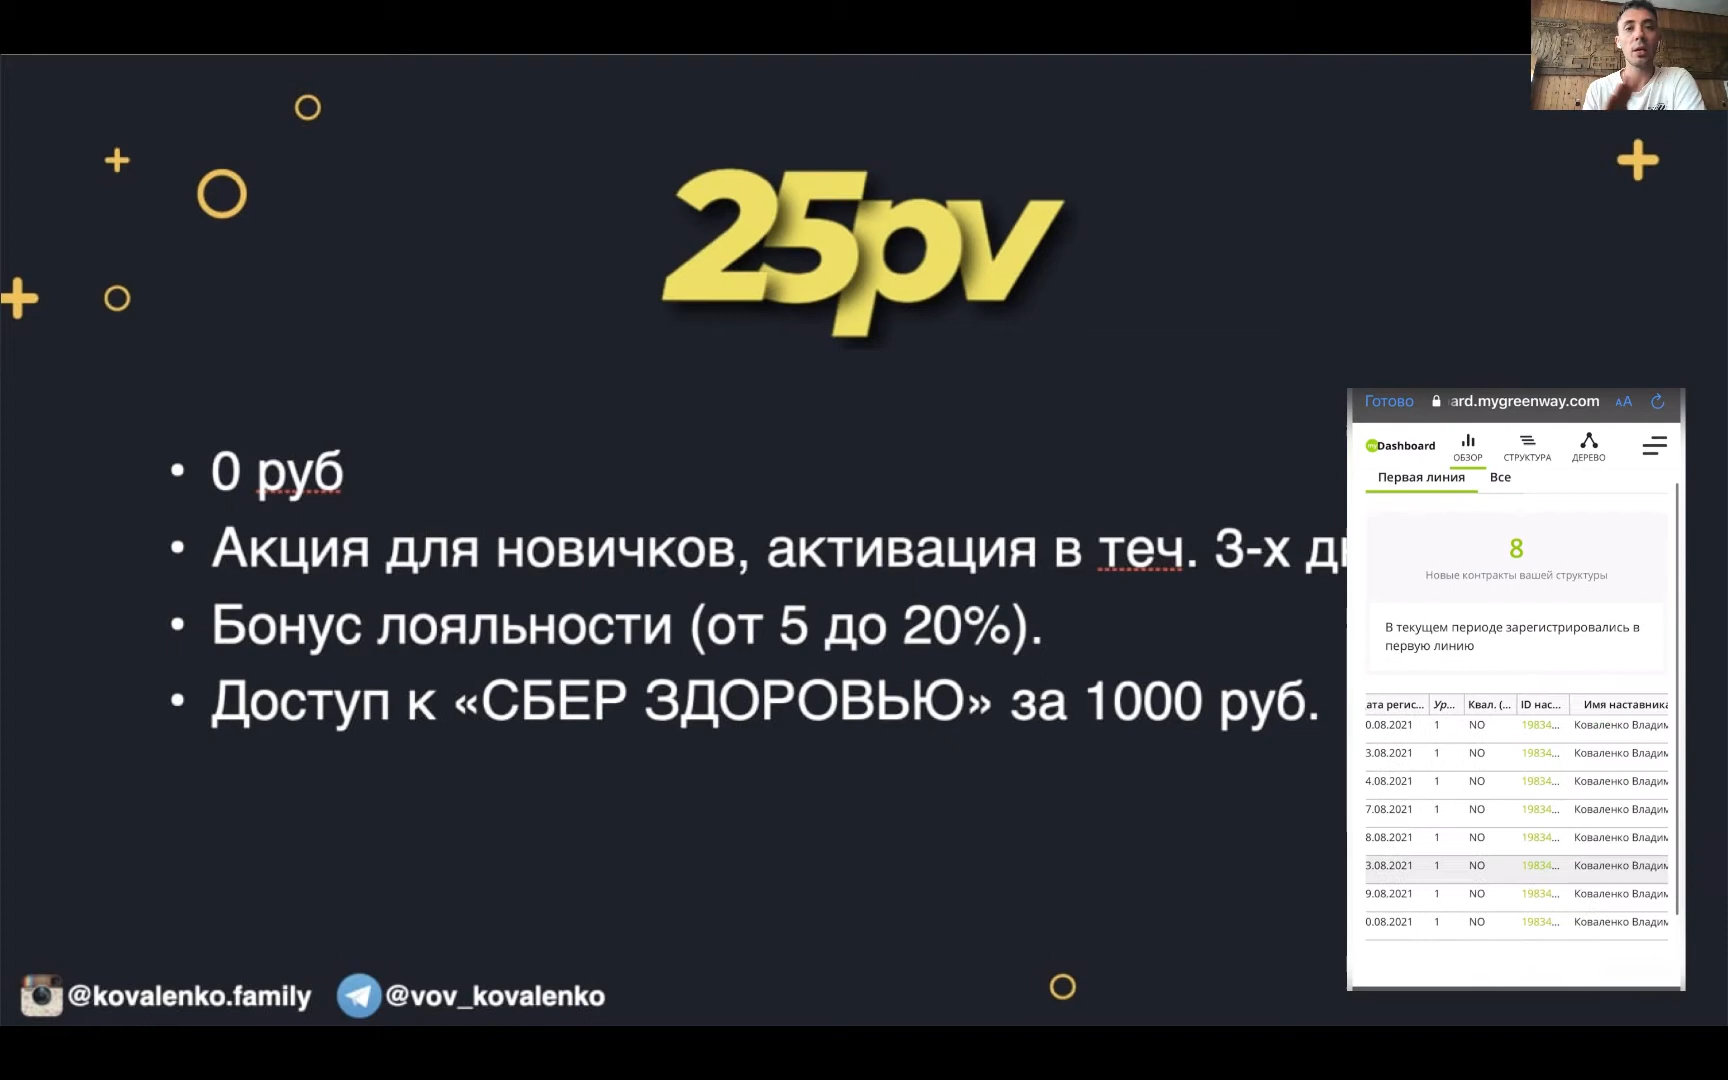 25pv
• 0 руб
• Акция для новичков, активация в теч. 3-х
• Бонус лояльности (от 5 до 20%).
• Доступ к «СБЕР ЗДОРОВЬЮ» за 1000 руб.
@kovalenko.family @vov_kovalenko
Готово ard.mygreenway.com AA
myDashboard ОБЗОР СТРУКТУРА ДЕРЕВО
Первая линия Все
8
Новые контракты вашей структуры
В текущем периоде зарегистрировались в
первую линию
ата регис... Ур... Квал. (... ID нас... Имя наставника
0.08.2021 1 NO 19834... Коваленко Владим
3.08.2021 1 NO 19834... Коваленко Владим
4.08.2021 1 NO 19834... Коваленко Владим
7.08.2021 1 NO 19834... Коваленко Владим
8.08.2021 1 NO 19834... Коваленко Владим
3.08.2021 1 NO 19834... Коваленко Владим
9.08.2021 1 NO 19834... Коваленко Владим
0.08.2021 1 NO 19834... Коваленко Владим